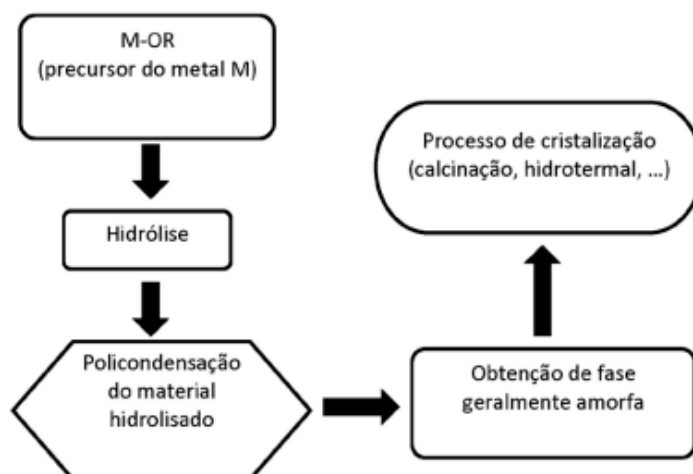 M-OR
(precursor do metal M)
Hidrólise
Policondensação
do material
hidrolisado
Obtenção de fase
geralmente amorfa
Processo de cristalização
(calcinação, hidrotermal, ...)